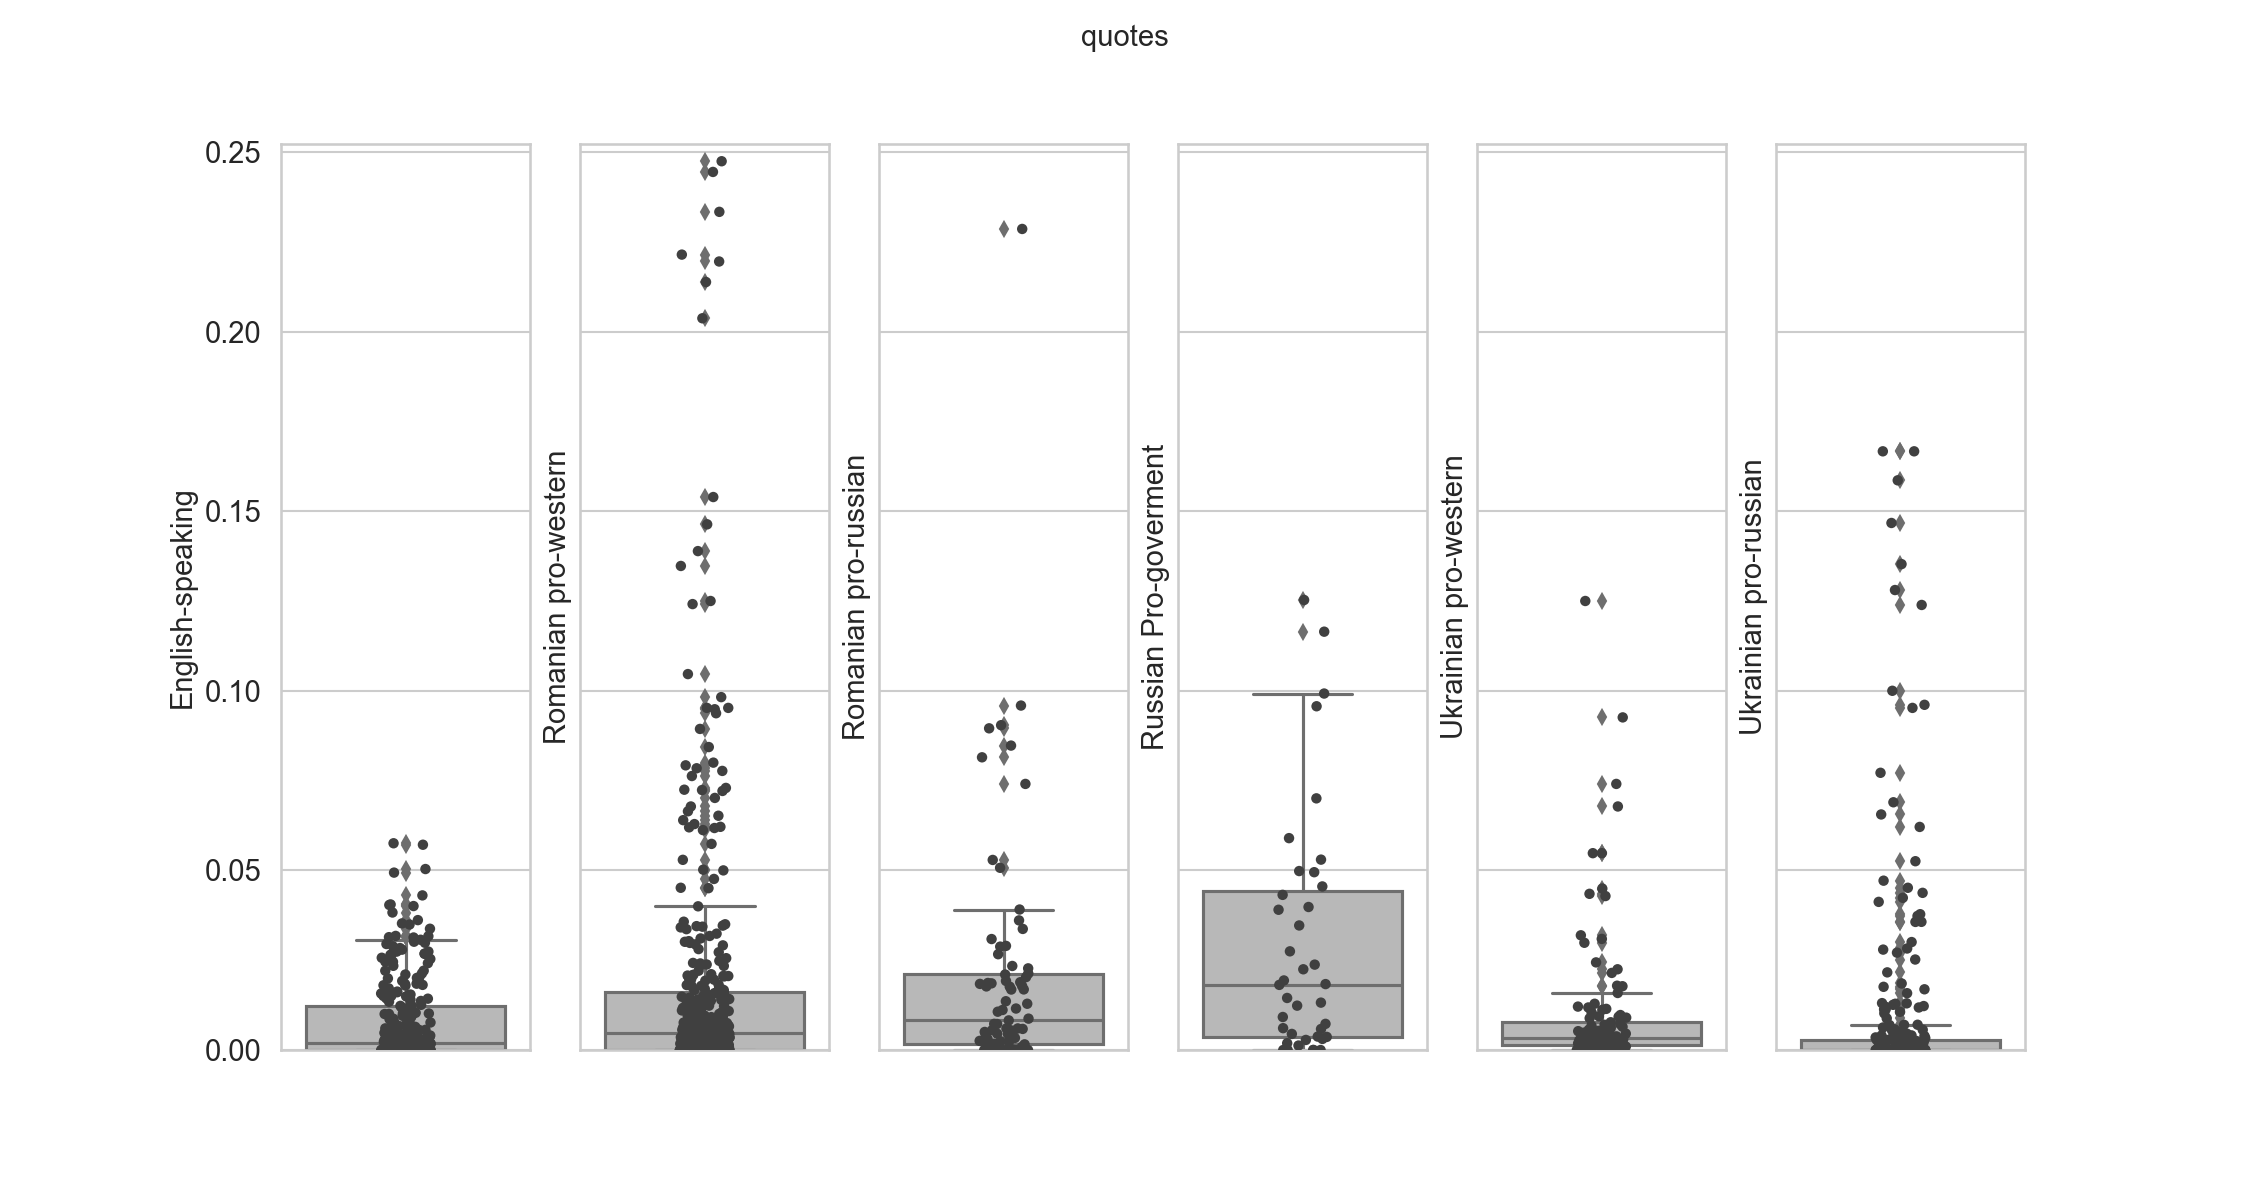 quotes
0.25
0.20
0.15
0.10
0.05
0.00
English-speaking
Romanian pro-western
Romanian pro-russian
Russian Pro-goverment
Ukrainian pro-western
Ukrainian pro-russian